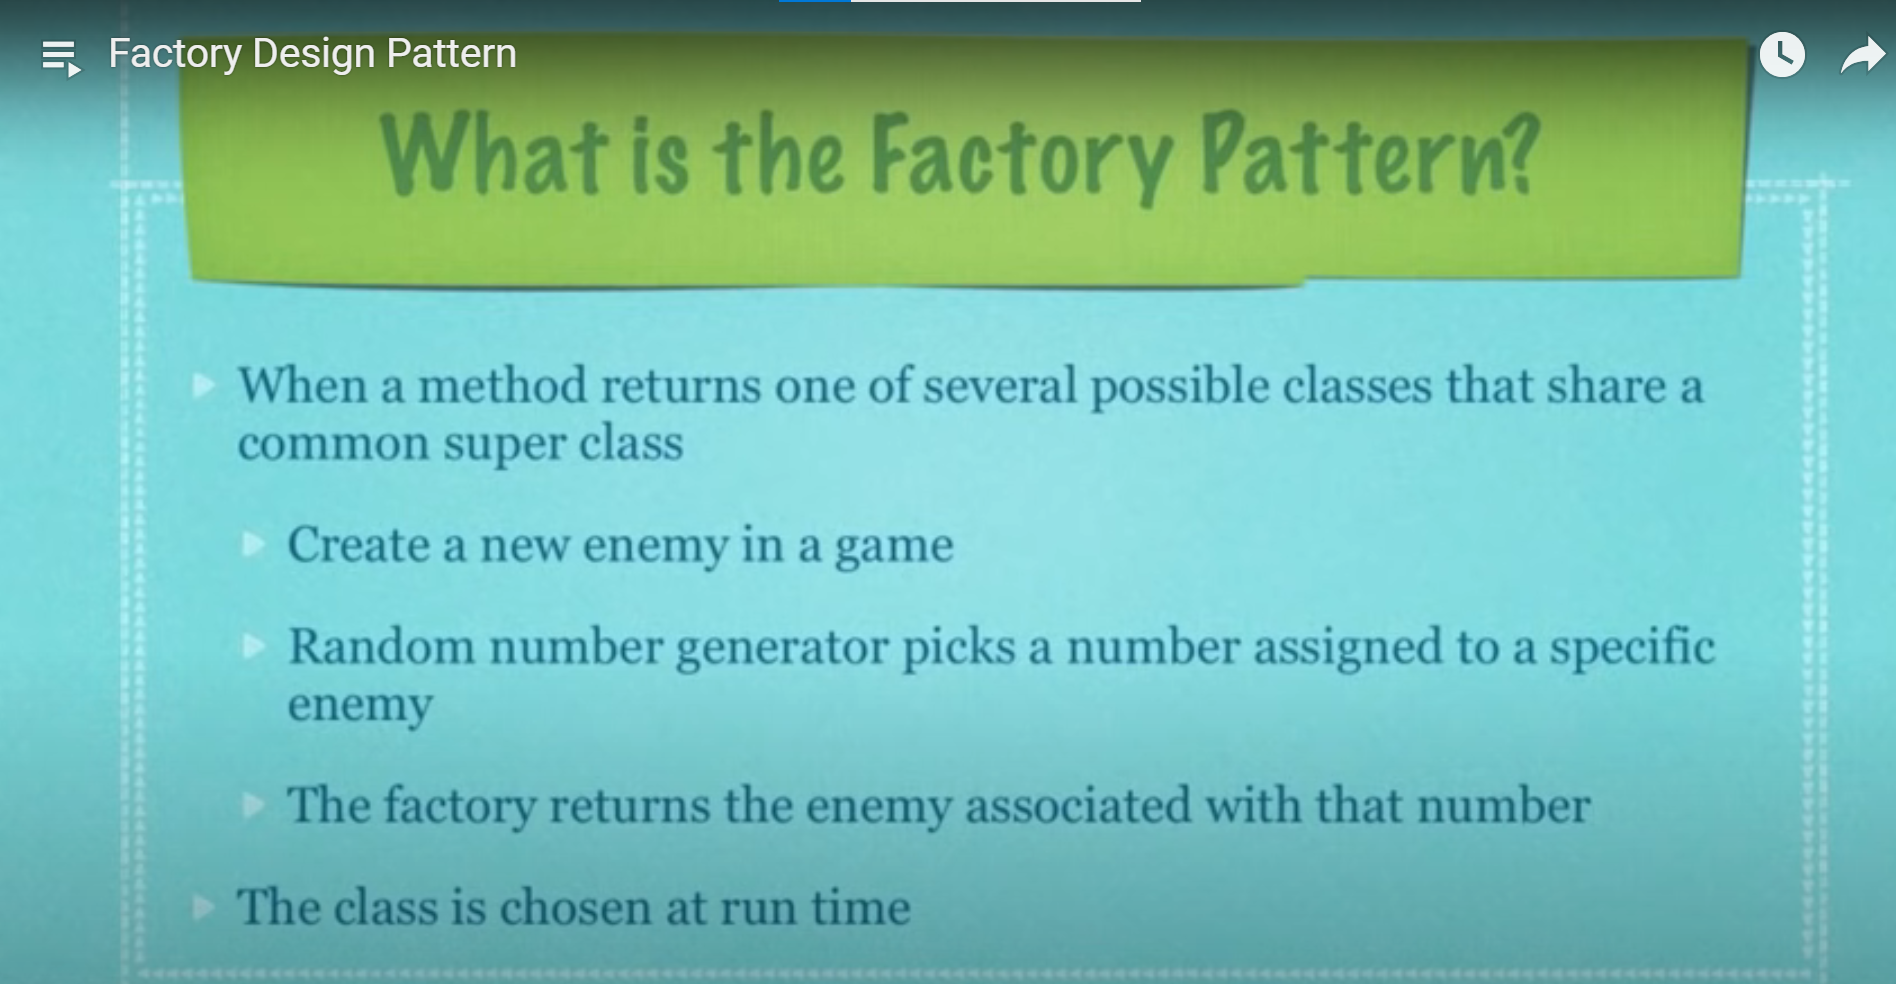 Factory Design Pattern
What is the Factory Pattern?
When a method returns one of several possible classes that share a
common super class
Create a new enemy in a game
Random number generator picks a number assigned to a specific
enemy
The factory returns the enemy associated with that number
The class is chosen at run time